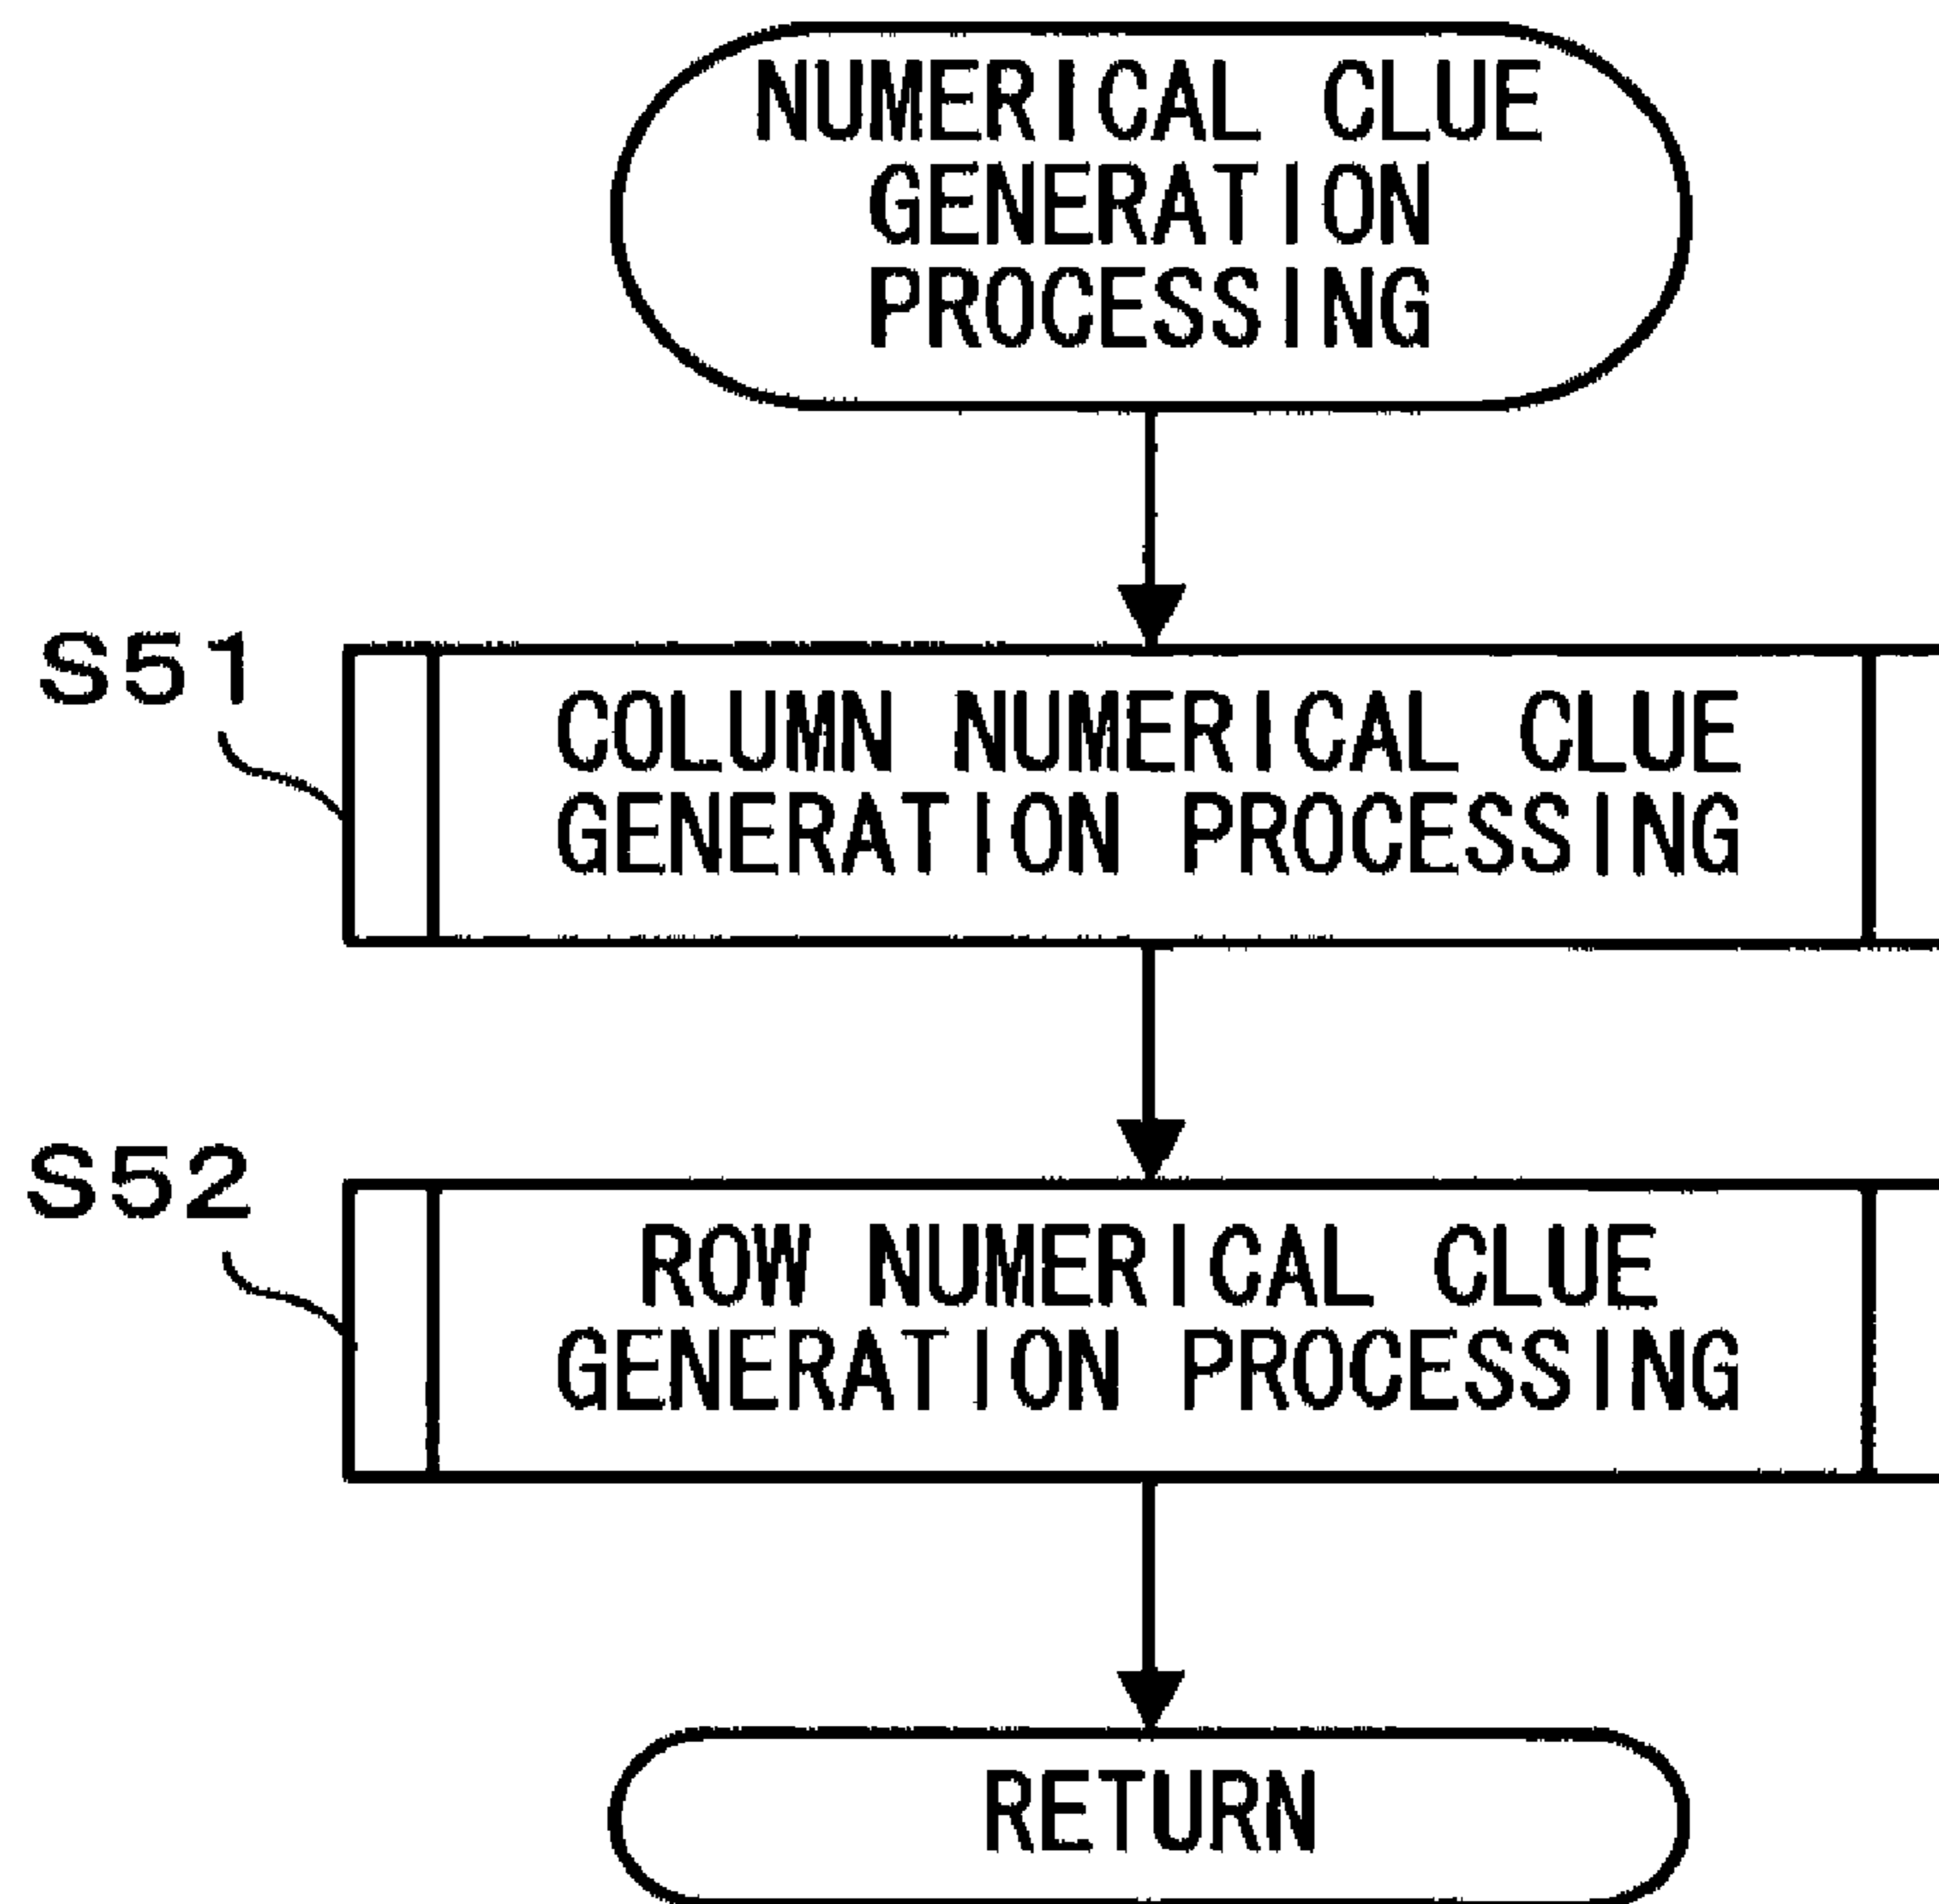 NUMERICAL CLUE
GENERATION
PROCESSING
S51
COLUMN NUMERICAL CLUE
GENERATION PROCESSING
S52
ROW NUMERICAL CLUE
GENERATION PROCESSING
RETURN